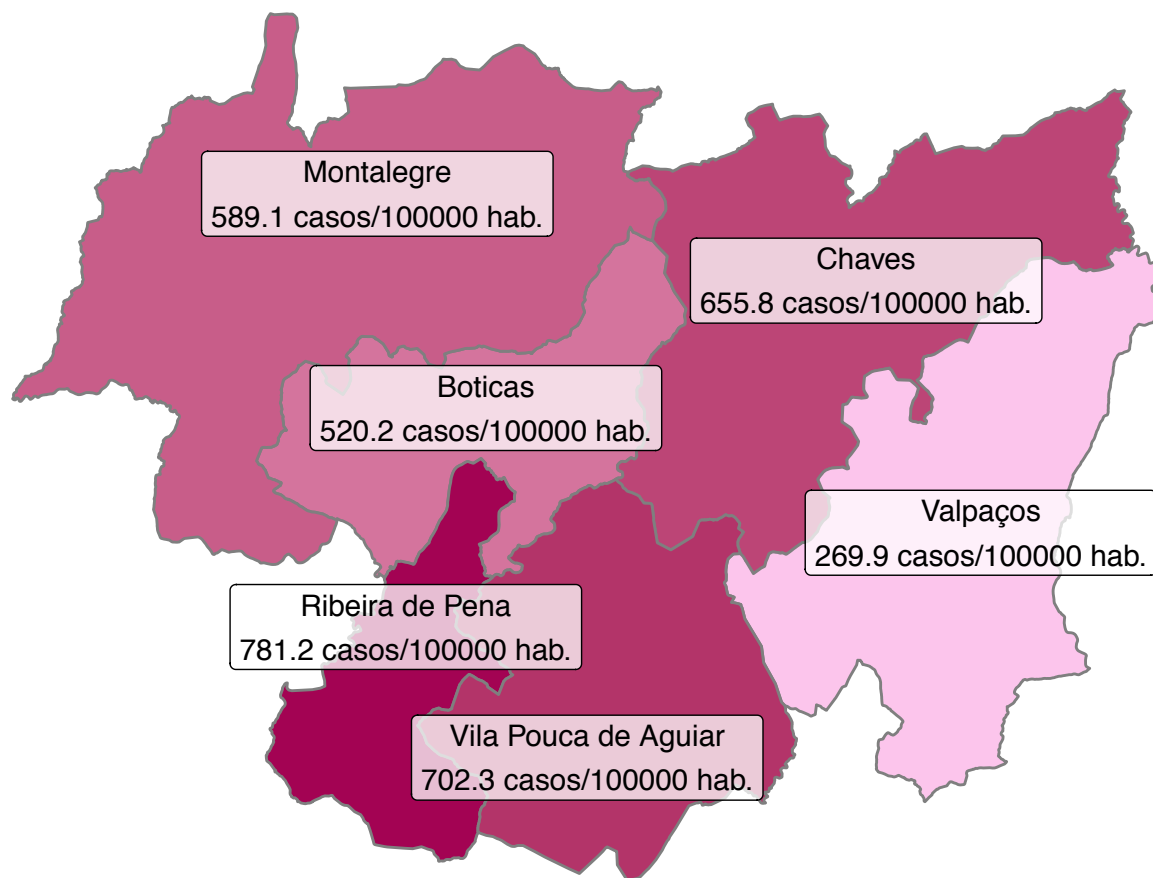 Montalegre
589.1 casos/100000 hab.
Chaves
655.8 casos/100000 hab.
Boticas
520.2 casos/100000 hab.
Valpaços
269.9 casos/100000 hab.
Ribeira de Pena
781.2 casos/100000 hab.
Vila Pouca de Aguiar
702.3 casos/100000 hab.